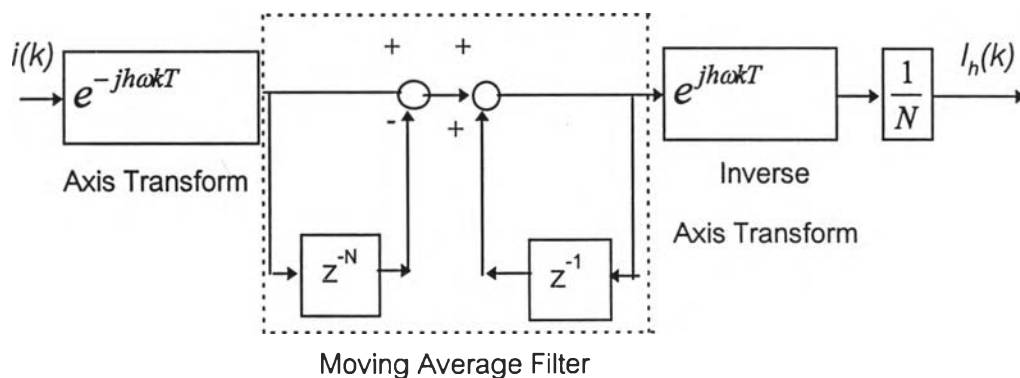 i(k)
e^{-jhωkT}
Axis Transform
+ +
- +
z^{-N}
z^{-1}
Moving Average Filter
e^{jhωkT}
Inverse
Axis Transform
1/N
I_h(k)